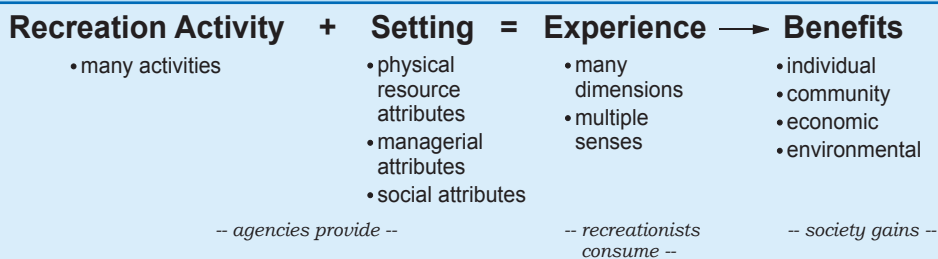 Recreation Activity + Setting = Experience → Benefits
• many activities
• physical
resource
attributes
• managerial
attributes
• social attributes
• many
dimensions
• multiple
senses
• individual
• community
• economic
• environmental
-- agencies provide --
-- recreationists
consume --
-- society gains --